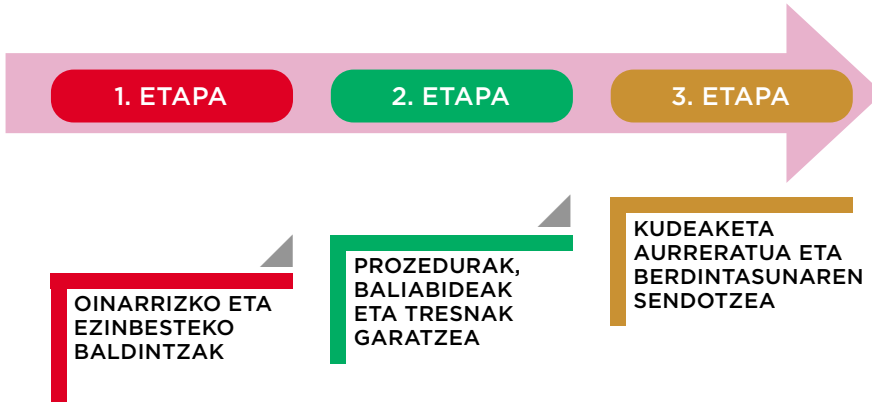 1. ETAPA
2. ETAPA
3. ETAPA
OINARRIZKO ETA
EZINBESTEKO
BALDINTZAK
PROZEDURAK,
BALIABIDEAK
ETA TRESNAK
GARATZEA
KUDEAKETA
AURRERATUA ETA
BERDINTASUNAREN
SENDOTZEA